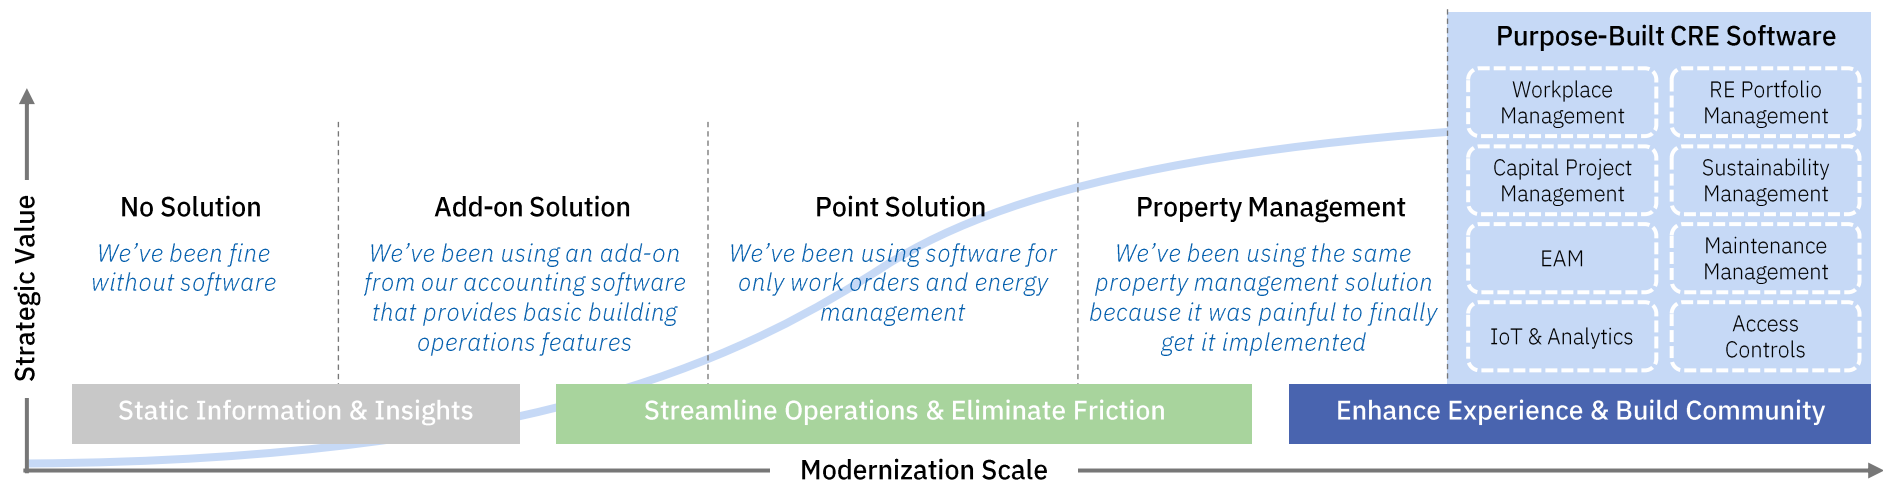 Purpose-Built CRE Software
Workplace
Management
RE Portfolio
Management
Capital Project
Management
Sustainability
Management
EAM
Maintenance
Management
IoT & Analytics
Access
Controls
Strategic Value
No Solution
We’ve been fine
without software
Add-on Solution
We’ve been using an add-on
from our accounting software
that provides basic building
operations features
Point Solution
We’ve been using software for
only work orders and energy
management
Property Management
We’ve been using the same
property management solution
because it was painful to finally
get it implemented
Static Information & Insights
Streamline Operations & Eliminate Friction
Enhance Experience & Build Community
Modernization Scale